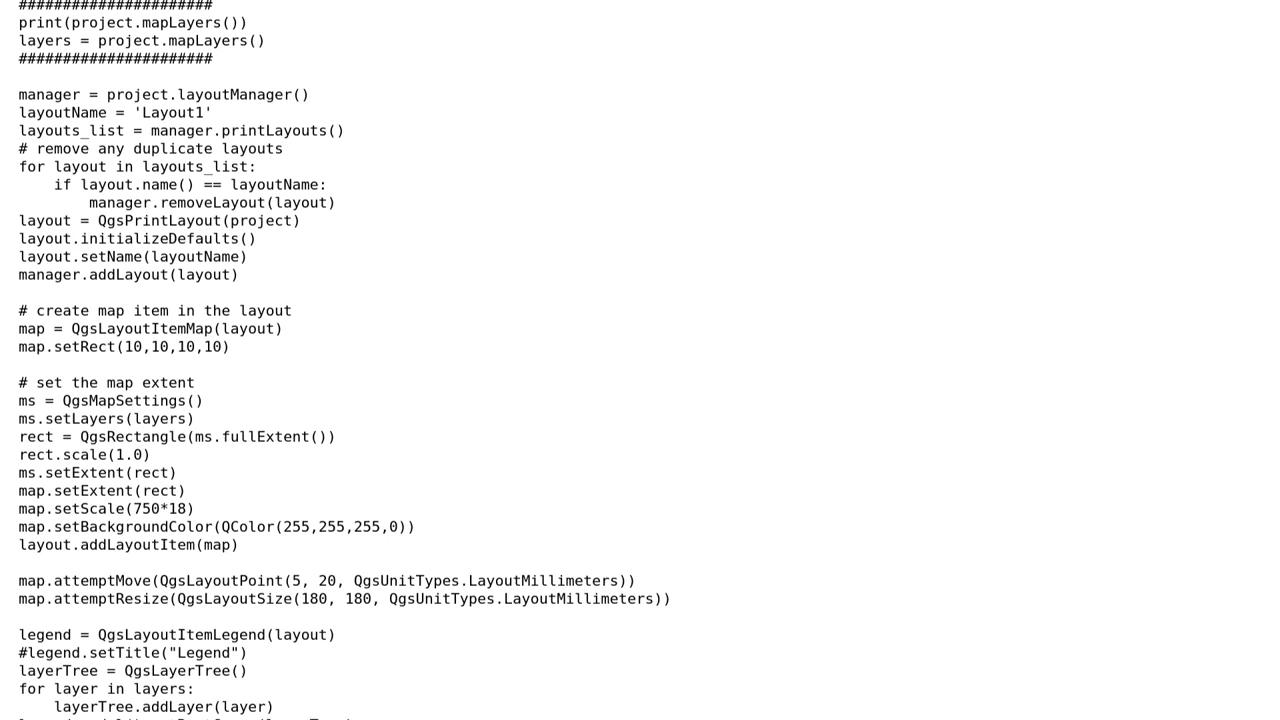 ######################
print(project.mapLayers())
layers = project.mapLayers()
######################
manager = project.layoutManager()
layoutName = 'Layout1'
layouts_list = manager.printLayouts()
# remove any duplicate layouts
for layout in layouts_list:
    if layout.name() == layoutName:
        manager.removeLayout(layout)
layout = QgsPrintLayout(project)
layout.initializeDefaults()
layout.setName(layoutName)
manager.addLayout(layout)
# create map item in the layout
map = QgsLayoutItemMap(layout)
map.setRect(10,10,10,10)
# set the map extent
ms = QgsMapSettings()
ms.setLayers(layers)
rect = QgsRectangle(ms.fullExtent())
rect.scale(1.0)
ms.setExtent(rect)
map.setExtent(rect)
map.setScale(750*18)
map.setBackgroundColor(QColor(255,255,255,0))
layout.addLayoutItem(map)
map.attemptMove(QgsLayoutPoint(5, 20, QgsUnitTypes.LayoutMillimeters))
map.attemptResize(QgsLayoutSize(180, 180, QgsUnitTypes.LayoutMillimeters))
legend = QgsLayoutItemLegend(layout)
#legend.setTitle("Legend")
layerTree = QgsLayerTree()
for layer in layers:
    layerTree.addLayer(layer)